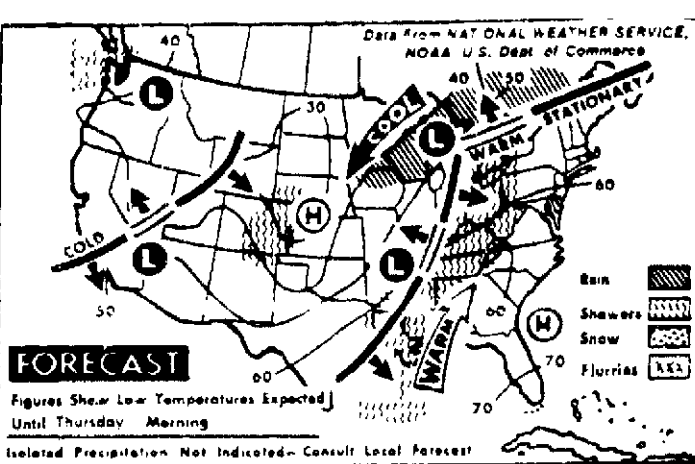 Data From NATIONAL WEATHER SERVICE,
NOAA U.S. Dept. of Commerce
40
40
50
L
30
COOL
L
STATIONARY
WARM
60
H
COLD
L
L
50
Rain
Showers
60
H
Snow
FORECAST
WARM
Flurries
60
70
70
Figures Show Low Temperatures Expected
Until Thursday Morning
Isolated Precipitation Not Indicated- Consult Local Forecast